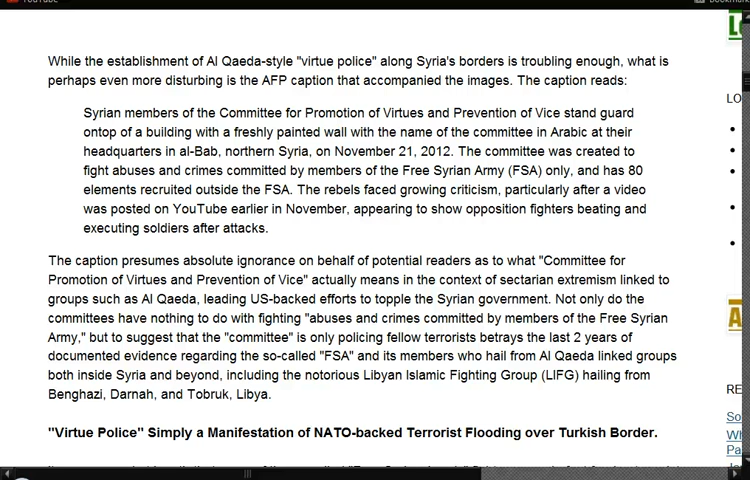 While the establishment of Al Qaeda-style "virtue police" along Syria's borders is troubling enough, what is
perhaps even more disturbing is the AFP caption that accompanied the images. The caption reads:
Syrian members of the Committee for Promotion of Virtues and Prevention of Vice stand guard
ontop of a building with a freshly painted wall with the name of the committee in Arabic at their
headquarters in al-Bab, northern Syria, on November 21, 2012. The committee was created to
fight abuses and crimes committed by members of the Free Syrian Army (FSA) only, and has 80
elements recruited outside the FSA. The rebels faced growing criticism, particularly after a video
was posted on YouTube earlier in November, appearing to show opposition fighters beating and
executing soldiers after attacks.
The caption presumes absolute ignorance on behalf of potential readers as to what "Committee for
Promotion of Virtues and Prevention of Vice" actually means in the context of sectarian extremism linked to
groups such as Al Qaeda, leading US-backed efforts to topple the Syrian government. Not only do the
committees have nothing to do with fighting "abuses and crimes committed by members of the Free Syrian
Army," but to suggest that the "committee" is only policing fellow terrorists betrays the last 2 years of
documented evidence regarding the so-called "FSA" and its members who hail from Al Qaeda linked groups
both inside Syria and beyond, including the notorious Libyan Islamic Fighting Group (LIFG) hailing from
Benghazi, Darnah, and Tobruk, Libya.
"Virtue Police" Simply a Manifestation of NATO-backed Terrorist Flooding over Turkish Border.
LO
RE
So
Pa